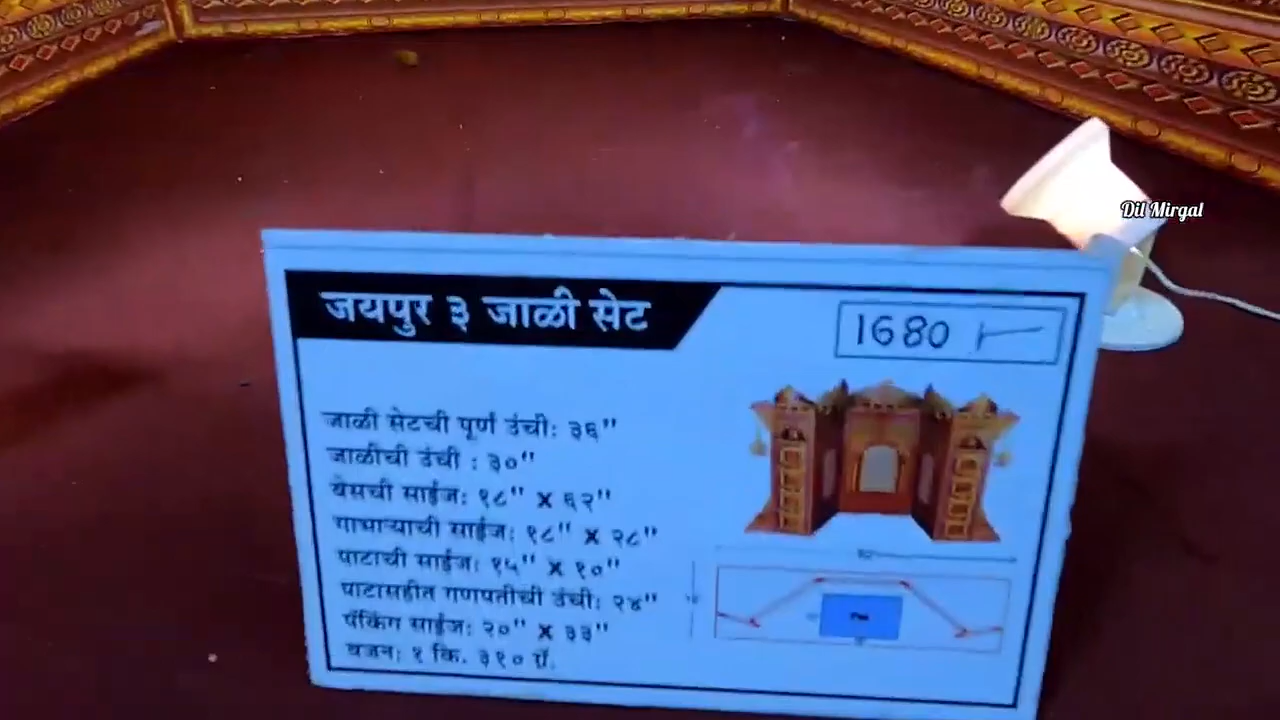 Dil Mirgal
जयपुर ३ जाळी सेट
1680
जाळी सेटची पूर्ण उंची: ३६"
जाळीची उंची : ३०"
बेसची साईज: १८" X ६२"
गाभाऱ्याची साईज: १८" X २८"
पाटाची साईज: १५" X १०"
पाटासहीत गणपतीची उंची: २४"
पॅकिंग साईज: २०" X ३३"
वजन: १ कि. ३१० ग्रॅ.